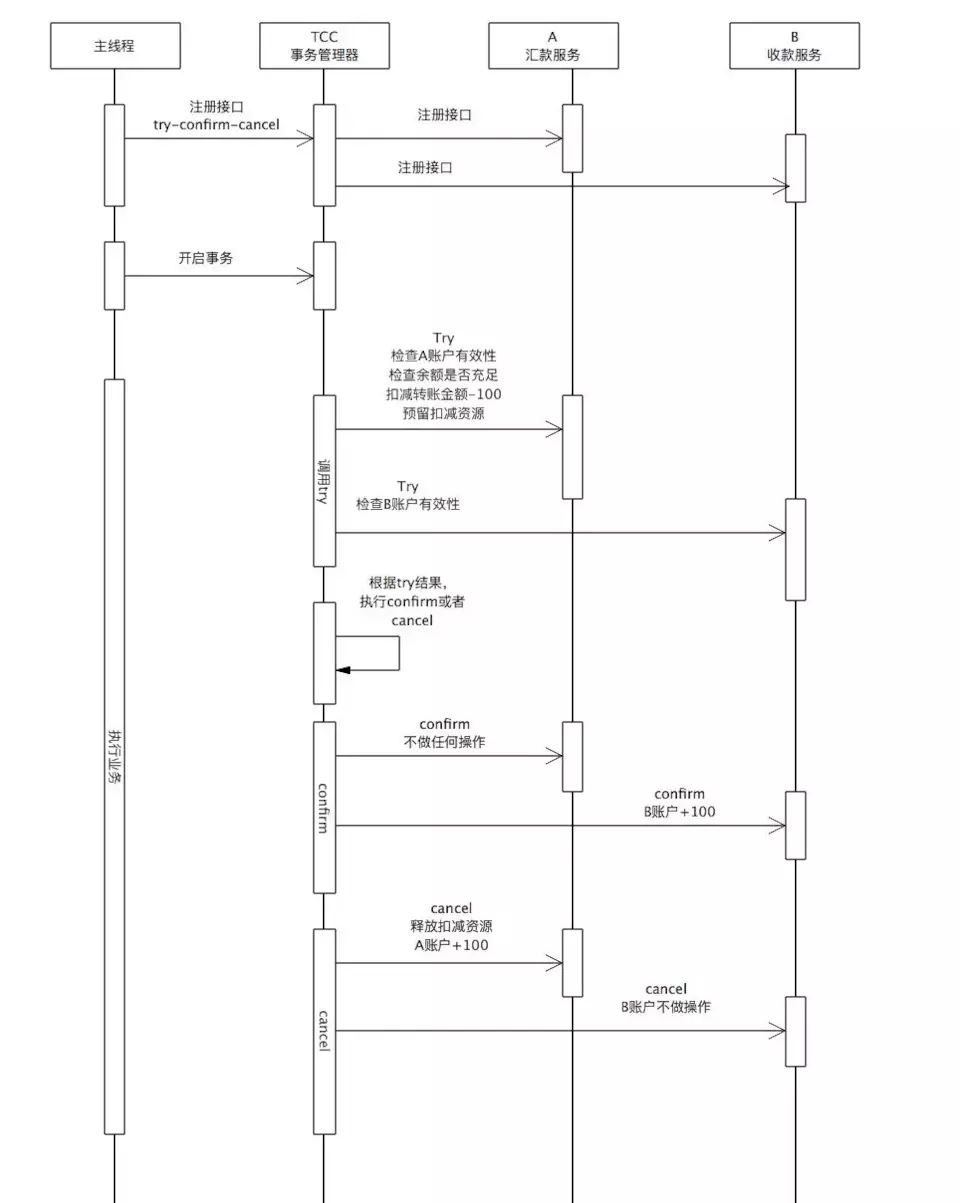 主线程
TCC
事务管理器
A
汇款服务
B
收款服务
注册接口
try-confirm-cancel
注册接口
注册接口
开启事务
Try
检查A账户有效性
检查余额是否充足
扣减转账金额-100
预留扣减资源
调用try
Try
检查B账户有效性
根据try结果，
执行confirm或者
cancel
执行业务
confirm
不做任何操作
confirm
confirm
B账户+100
cancel
释放扣减资源
A账户+100
cancel
cancel
B账户不做操作